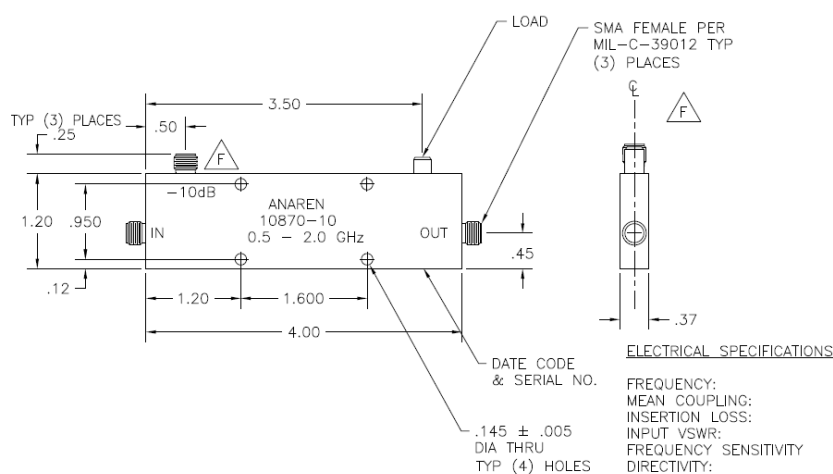 LOAD
SMA FEMALE PER
MIL-C-39012 TYP
(3) PLACES
3.50
℄
F
TYP (3) PLACES
.50
.25
F
-10dB
ANAREN
10870-10
0.5 - 2.0 GHz
1.20
.950
IN
OUT
.45
.12
1.20
1.600
.37
4.00
ELECTRICAL SPECIFICATIONS
DATE CODE
& SERIAL NO.
FREQUENCY:
MEAN COUPLING:
INSERTION LOSS:
INPUT VSWR:
FREQUENCY SENSITIVITY
DIRECTIVITY:
.145 ± .005
DIA THRU
TYP (4) HOLES